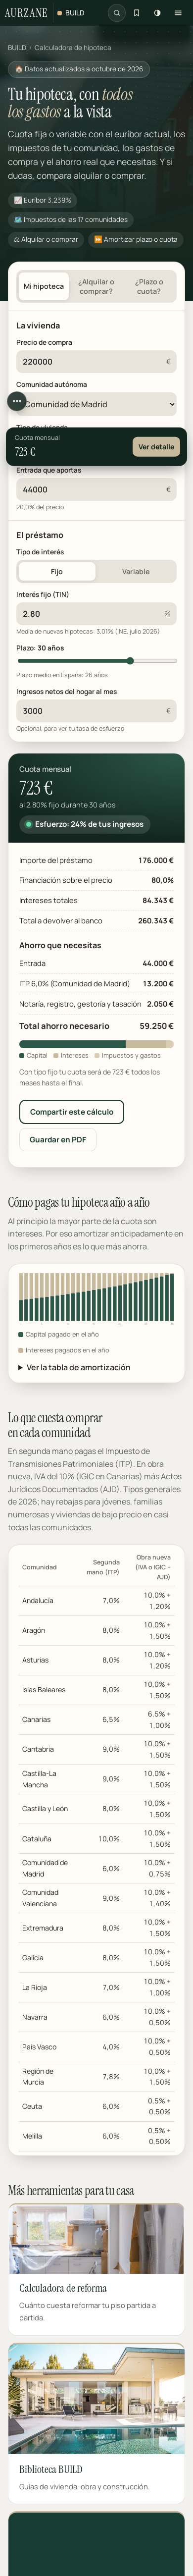 AURZANE
BUILD
BUILD / Calculadora de hipoteca
🏠 Datos actualizados a octubre de 2026
Tu hipoteca, con todos
los gastos a la vista
Cuota fija o variable con el euríbor actual, los
impuestos de tu comunidad, los gastos de
compra y el ahorro real que necesitas. Y si
dudas, compara alquilar o comprar.
📈 Euríbor 3,239%
🗺️ Impuestos de las 17 comunidades
⚖ Alquilar o comprar
⏩ Amortizar plazo o cuota
Mi hipoteca
¿Alquilar o
comprar?
¿Plazo o
cuota?
La vivienda
Precio de compra
220000 €
Comunidad autónoma
Comunidad de Madrid
Cuota mensual
723 €
Ver detalle
Entrada que aportas
44000 €
20,0% del precio
El préstamo
Tipo de interés
Fijo
Variable
Interés fijo (TIN)
2.80 %
Media de nuevas hipotecas: 3,01% (INE, julio 2026)
Plazo: 30 años
Plazo medio en España: 26 años
Ingresos netos del hogar al mes
3000 €
Opcional, para ver tu tasa de esfuerzo
Cuota mensual
723 €
al 2,80% fijo durante 30 años
Esfuerzo: 24% de tus ingresos
Importe del préstamo 176.000 €
Financiación sobre el precio 80,0%
Intereses totales 84.343 €
Total a devolver al banco 260.343 €
Ahorro que necesitas
Entrada 44.000 €
ITP 6,0% (Comunidad de Madrid) 13.200 €
Notaría, registro, gestoría y tasación 2.050 €
Total ahorro necesario 59.250 €
Capital
Intereses
Impuestos y gastos
Con tipo fijo tu cuota será de 723 € todos los
meses hasta el final.
Compartir este cálculo
Guardar en PDF
Cómo pagas tu hipoteca año a año
Al principio la mayor parte de la cuota son
intereses. Por eso amortizar anticipadamente en
los primeros años es lo que más ahorra.
Capital pagado en el año
Intereses pagados en el año
▶ Ver la tabla de amortización
Lo que cuesta comprar
en cada comunidad
En segunda mano pagas el Impuesto de
Transmisiones Patrimoniales (ITP). En obra
nueva, IVA del 10% (IGIC en Canarias) más Actos
Jurídicos Documentados (AJD). Tipos generales
de 2026; hay rebajas para jóvenes, familias
numerosas y viviendas de bajo precio en casi
todas las comunidades.
Comunidad
Segunda
mano (ITP)
Obra nueva
(IVA o IGIC +
AJD)
Andalucía 7,0% 10,0% +
1,20%
Aragón 8,0% 10,0% +
1,50%
Asturias 8,0% 10,0% +
1,20%
Islas Baleares 8,0% 10,0% +
1,50%
Canarias 6,5% 6,5% +
1,00%
Cantabria 9,0% 10,0% +
1,50%
Castilla-La
Mancha 9,0% 10,0% +
1,50%
Castilla y León 8,0% 10,0% +
1,50%
Cataluña 10,0% 10,0% +
1,50%
Comunidad de
Madrid 6,0% 10,0% +
0,75%
Comunidad
Valenciana 9,0% 10,0% +
1,40%
Extremadura 8,0% 10,0% +
1,50%
Galicia 8,0% 10,0% +
1,50%
La Rioja 7,0% 10,0% +
1,00%
Navarra 6,0% 10,0% +
0,50%
País Vasco 4,0% 10,0% +
0,50%
Región de
Murcia 7,8% 10,0% +
1,50%
Ceuta 6,0% 0,5% +
0,50%
Melilla 6,0% 0,5% +
0,50%
Más herramientas para tu casa
Calculadora de reforma
Cuánto cuesta reformar tu piso partida a
partida.
Biblioteca BUILD
Guías de vivienda, obra y construcción.